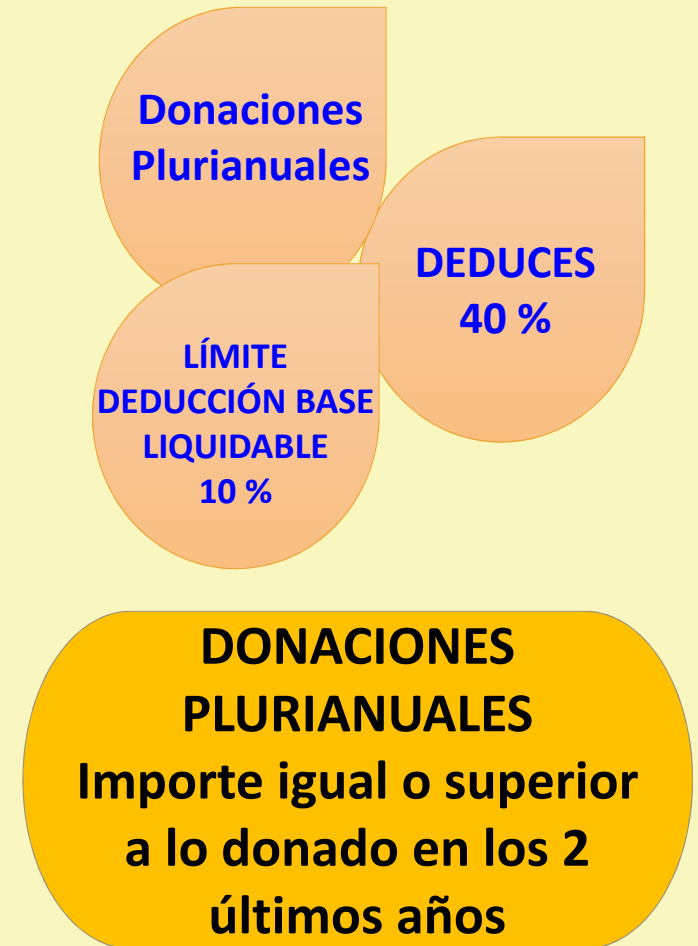 Donaciones
Plurianuales
DEDUCES
40 %
LÍMITE
DEDUCCIÓN BASE
LIQUIDABLE
10 %
DONACIONES
PLURIANUALES
Importe igual o superior
a lo donado en los 2
últimos años